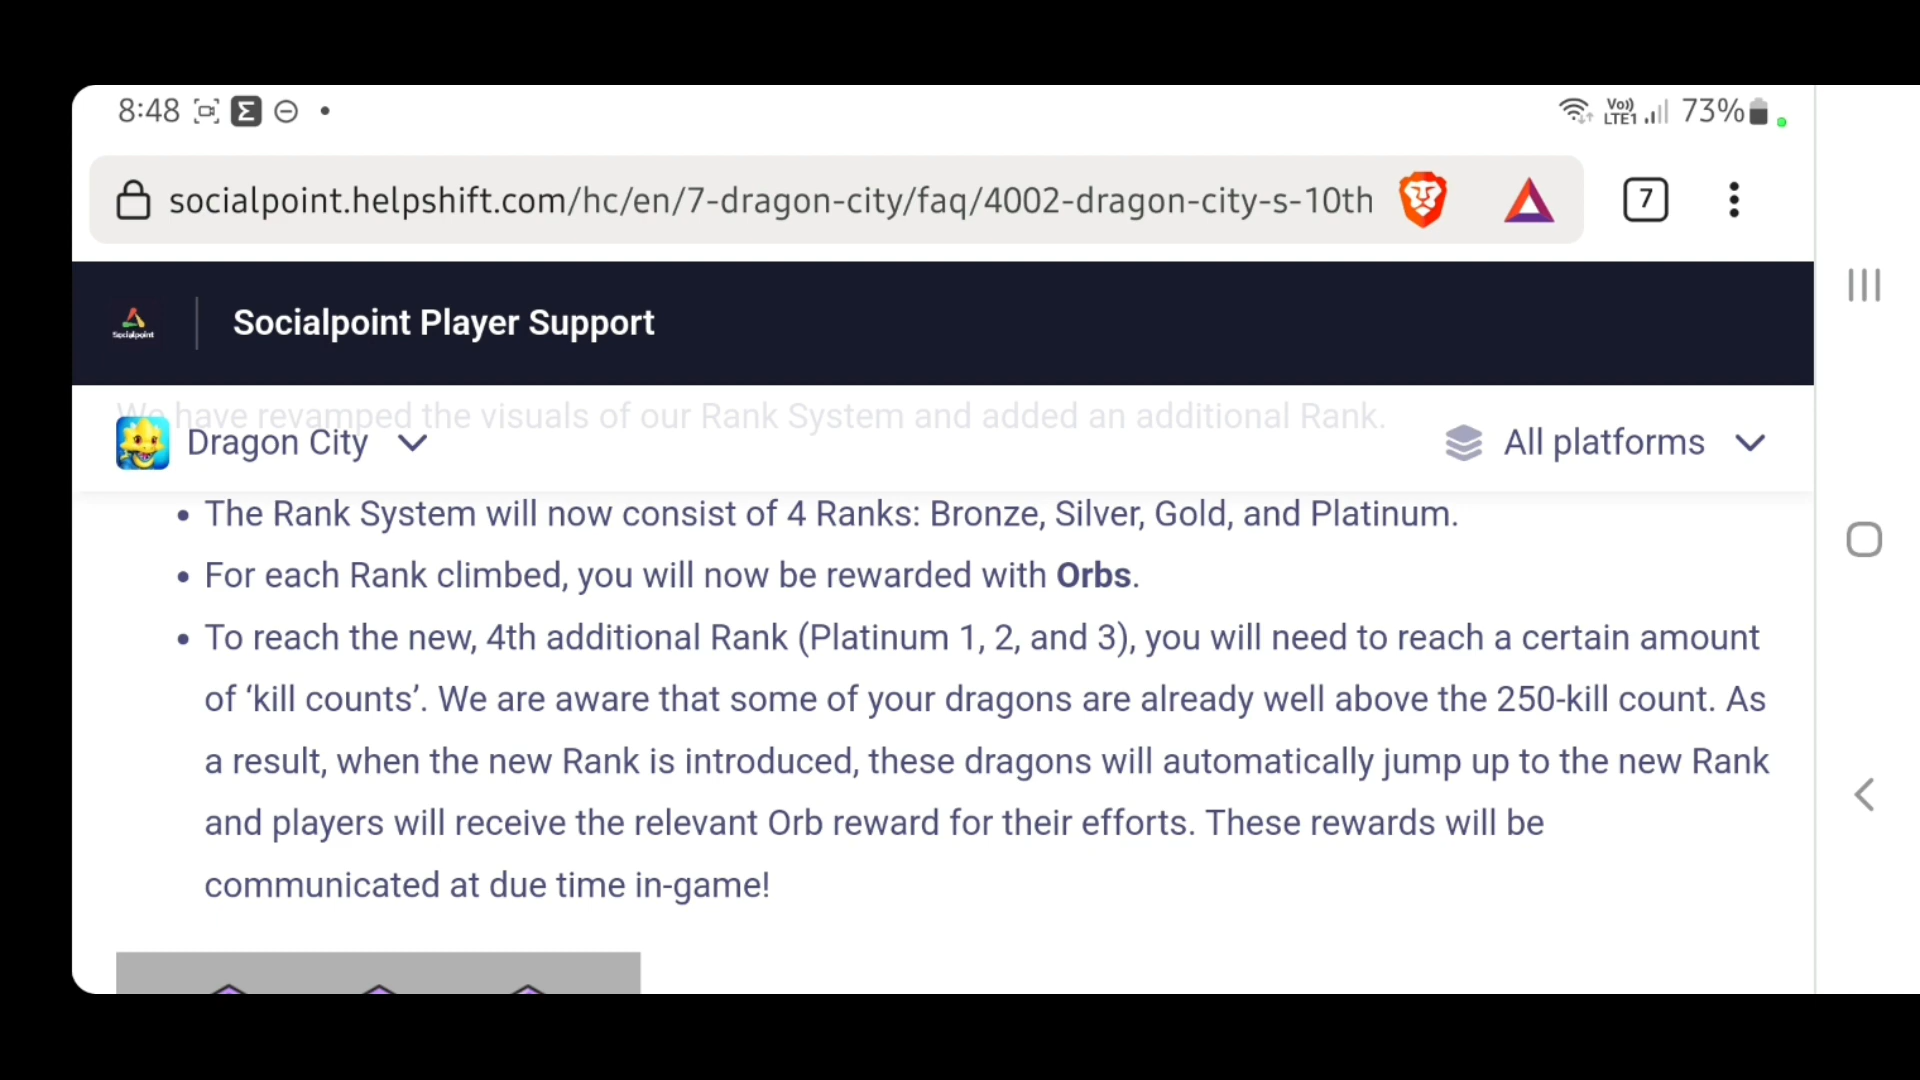 8:48
Vo)) LTE1 73%
socialpoint.helpshift.com/hc/en/7-dragon-city/faq/4002-dragon-city-s-10th
7
Socialpoint
Socialpoint Player Support
We have revamped the visuals of our Rank System and added an additional Rank.
Dragon City
All platforms
• The Rank System will now consist of 4 Ranks: Bronze, Silver, Gold, and Platinum.
• For each Rank climbed, you will now be rewarded with Orbs.
• To reach the new, 4th additional Rank (Platinum 1, 2, and 3), you will need to reach a certain amount
of ‘kill counts’. We are aware that some of your dragons are already well above the 250-kill count. As
a result, when the new Rank is introduced, these dragons will automatically jump up to the new Rank
and players will receive the relevant Orb reward for their efforts. These rewards will be
communicated at due time in-game!